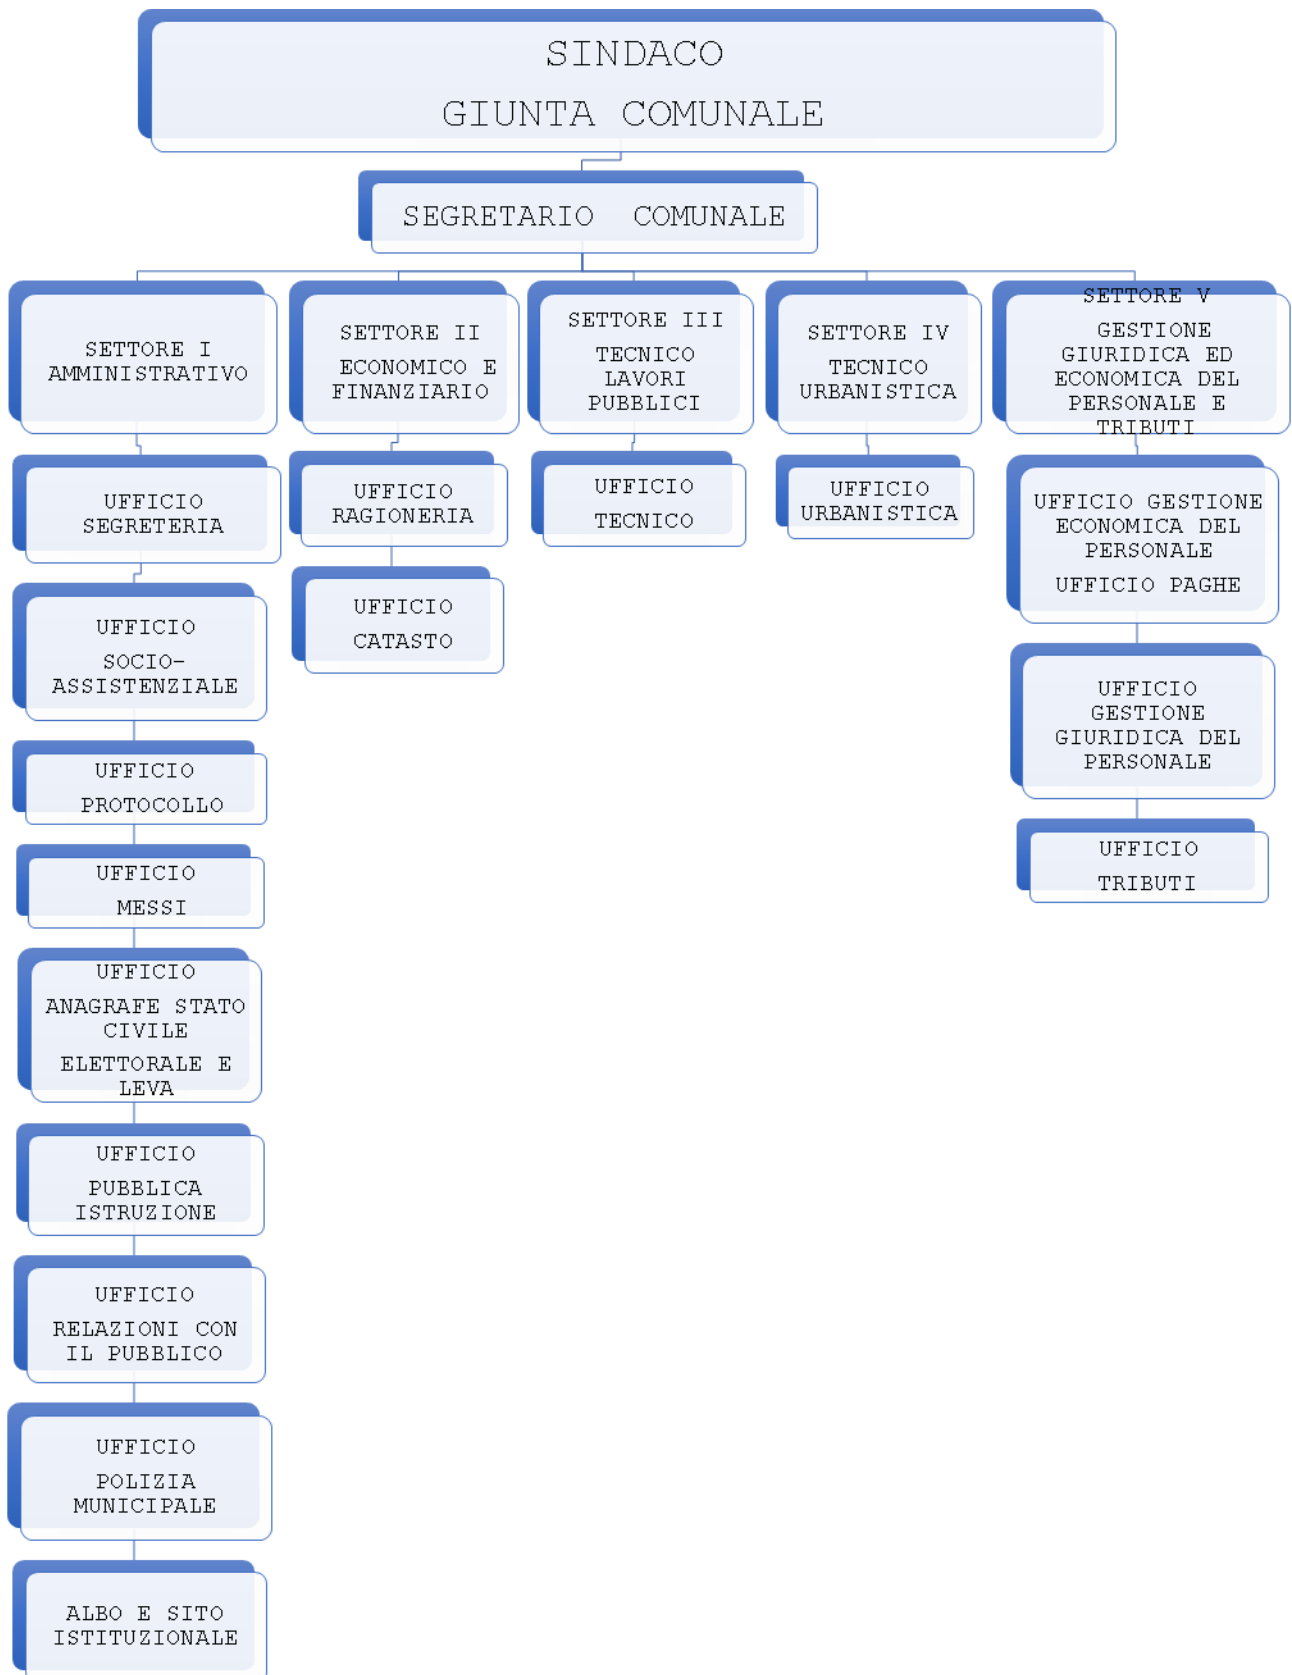 SINDACO
GIUNTA COMUNALE
SEGRETARIO COMUNALE
SETTORE I
AMMINISTRATIVO
UFFICIO
SEGRETERIA
UFFICIO
SOCIO-
ASSISTENZIALE
UFFICIO
PROTOCOLLO
UFFICIO
MESSI
UFFICIO
ANAGRAFE STATO
CIVILE
ELETTORALE E
LEVA
UFFICIO
PUBBLICA
ISTRUZIONE
UFFICIO
RELAZIONI CON
IL PUBBLICO
UFFICIO
POLIZIA
MUNICIPALE
ALBO E SITO
ISTITUZIONALE
SETTORE II
ECONOMICO E
FINANZIARIO
UFFICIO
RAGIONERIA
UFFICIO
CATASTO
SETTORE III
TECNICO
LAVORI
PUBBLICI
UFFICIO
TECNICO
SETTORE IV
TECNICO
URBANISTICA
UFFICIO
URBANISTICA
SETTORE V
GESTIONE
GIURIDICA ED
ECONOMICA DEL
PERSONALE E
TRIBUTI
UFFICIO GESTIONE
ECONOMICA DEL
PERSONALE
UFFICIO PAGHE
UFFICIO
GESTIONE
GIURIDICA DEL
PERSONALE
UFFICIO
TRIBUTI